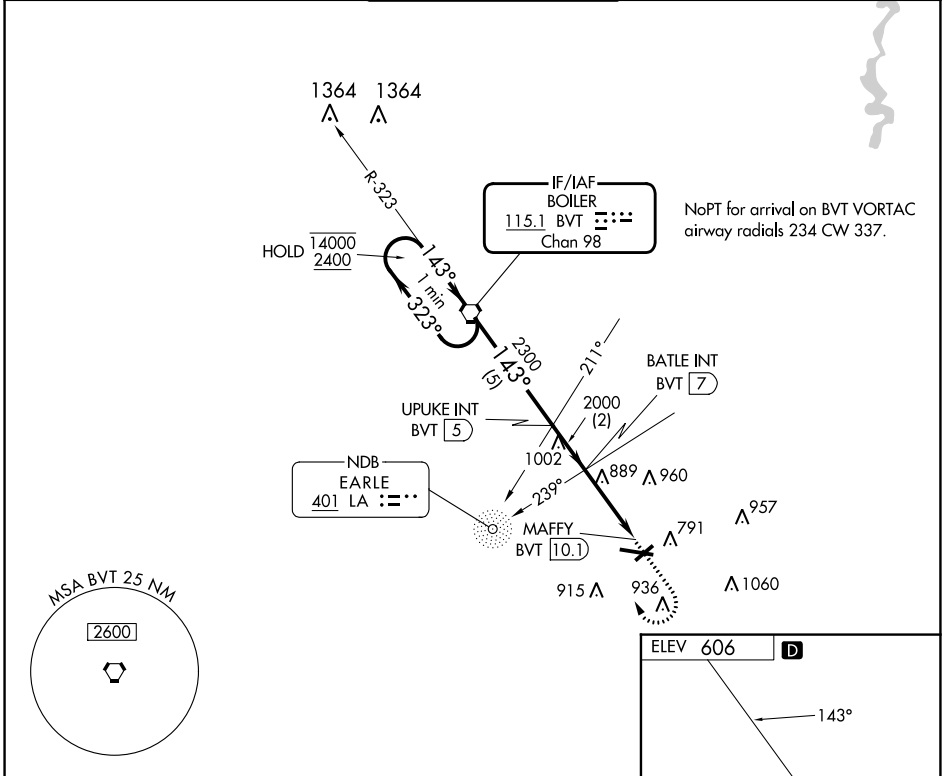 1364 1364
R-323
IF/IAF
BOILER
115.1 BVT
Chan 98
NoPT for arrival on BVT VORTAC
airway radials 234 CW 337.
HOLD 14000
2400
143°
1 min
323°
2300
143°
(5)
211°
BATLE INT
BVT 7
UPUKE INT
BVT 5
2000
(2)
1002
NDB
EARLE
401 LA
239°
889 960
957
MAFFY
BVT 10.1
791
915 936 1060
MSA BVT 25 NM
2600
ELEV 606 D
143°